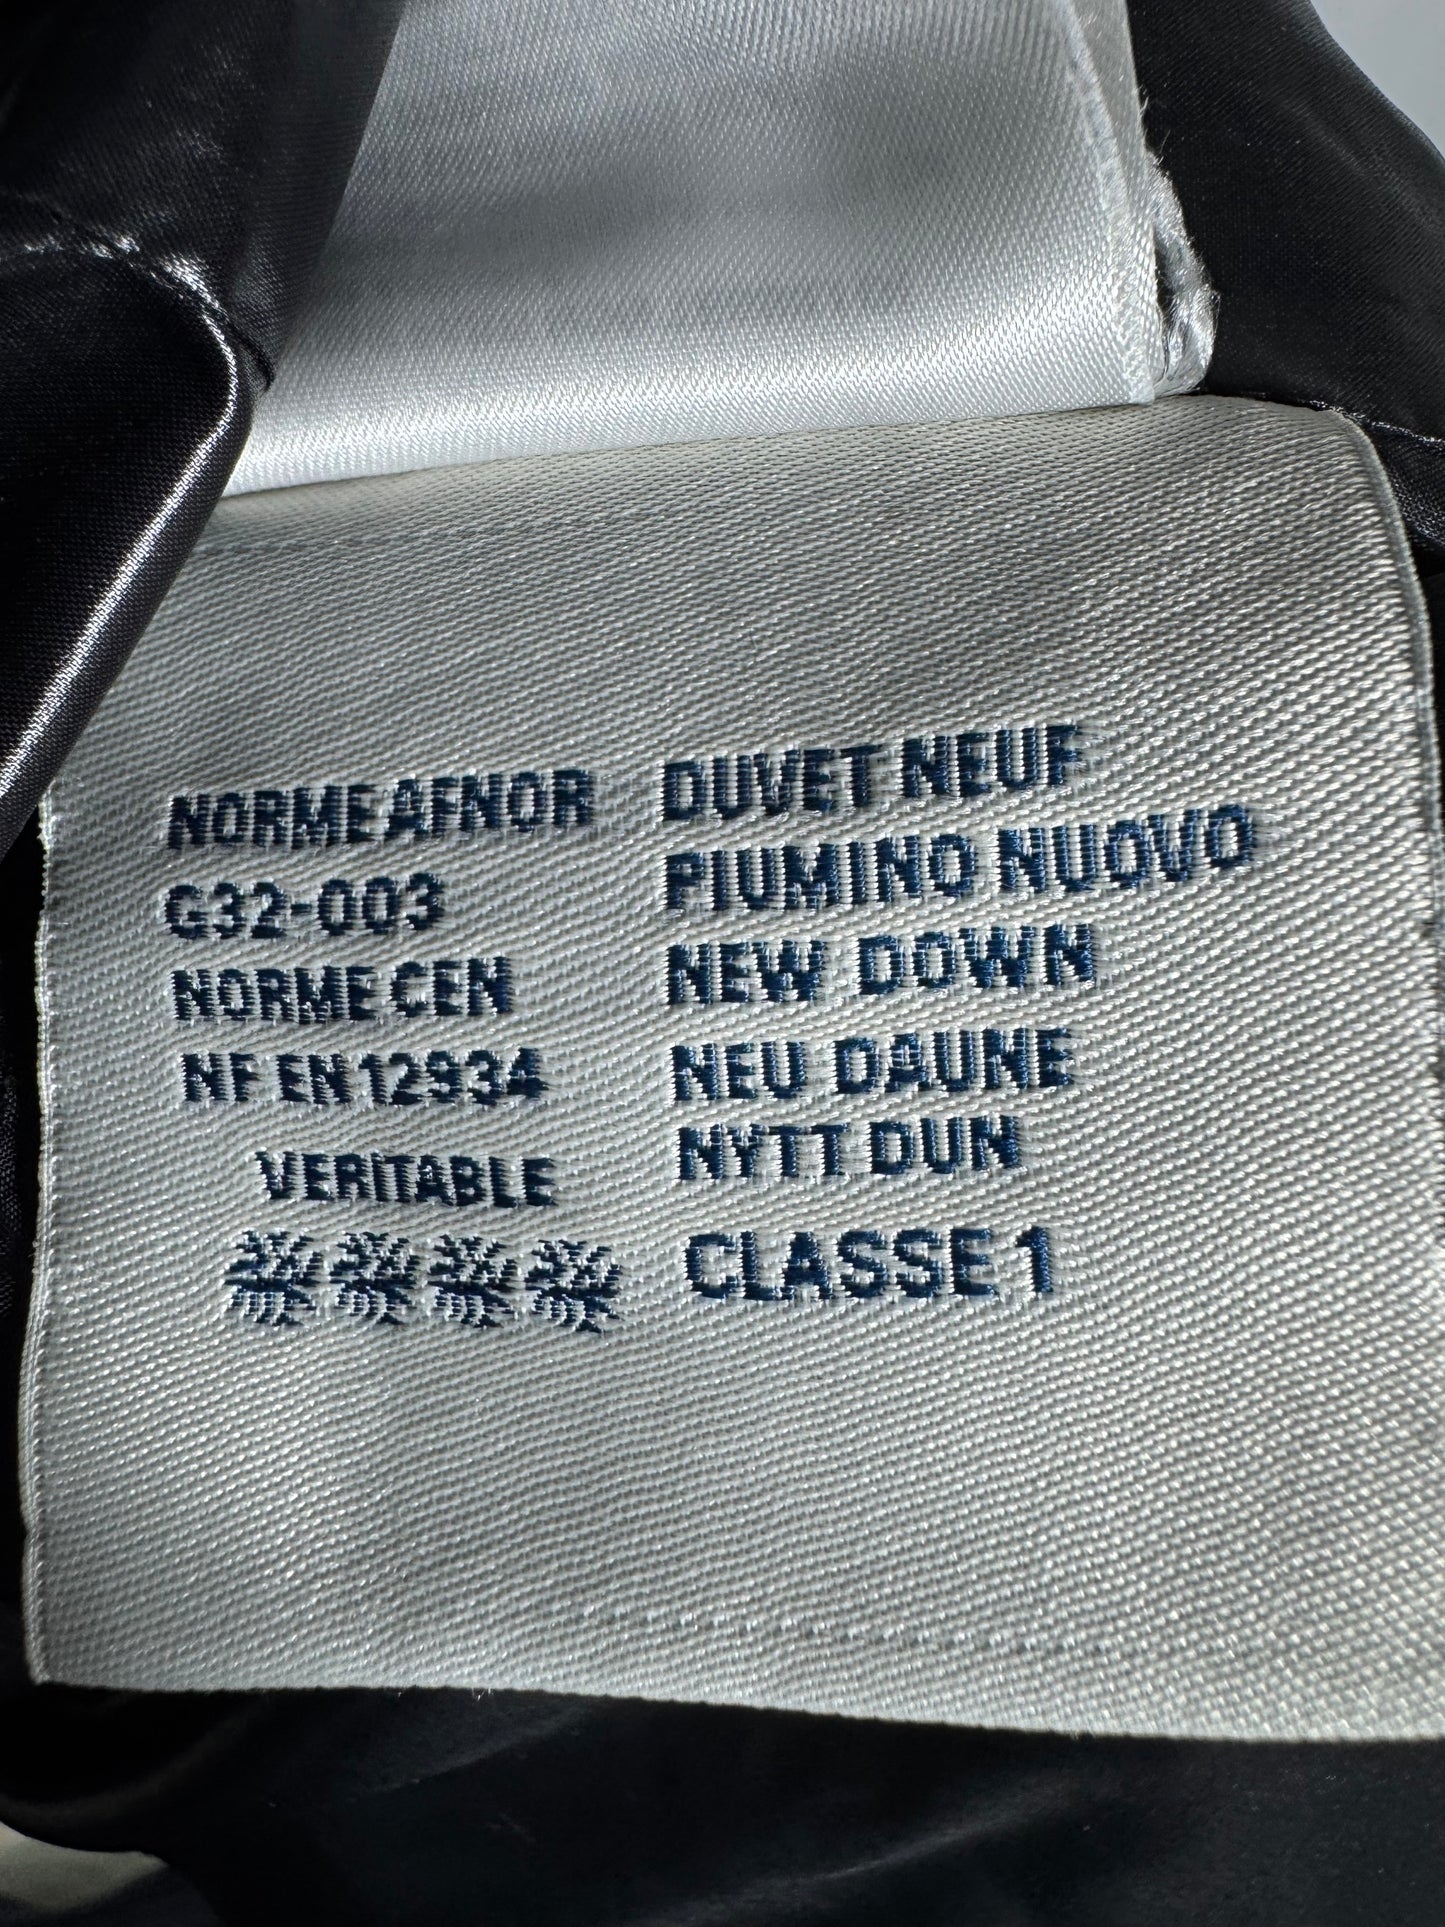 NORME AFNOR
G32-003
NORME CEN
NF EN 12934
VERITABLE
DUVET NEUF
PIUMINO NUOVO
NEW DOWN
NEU DAUNE
NYTT DUN
CLASSE 1